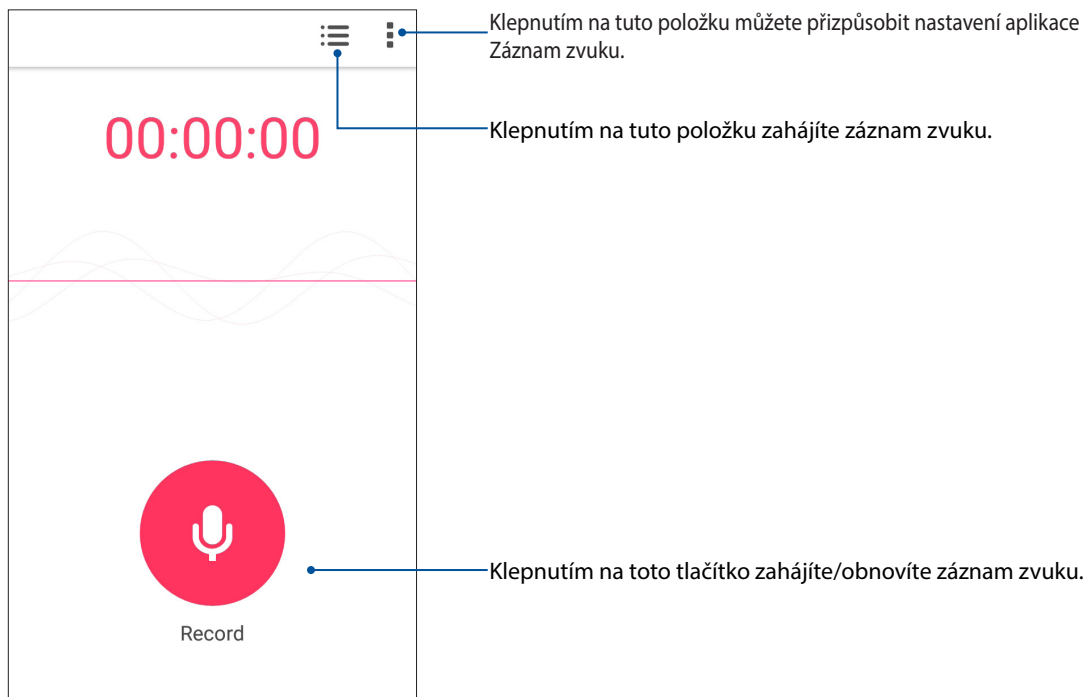 Klepnutím na tuto položku můžete přizpůsobit nastavení aplikace
Záznam zvuku.
Klepnutím na tuto položku zahájíte záznam zvuku.
00:00:00
Klepnutím na toto tlačítko zahájíte/obnovíte záznam zvuku.
Record